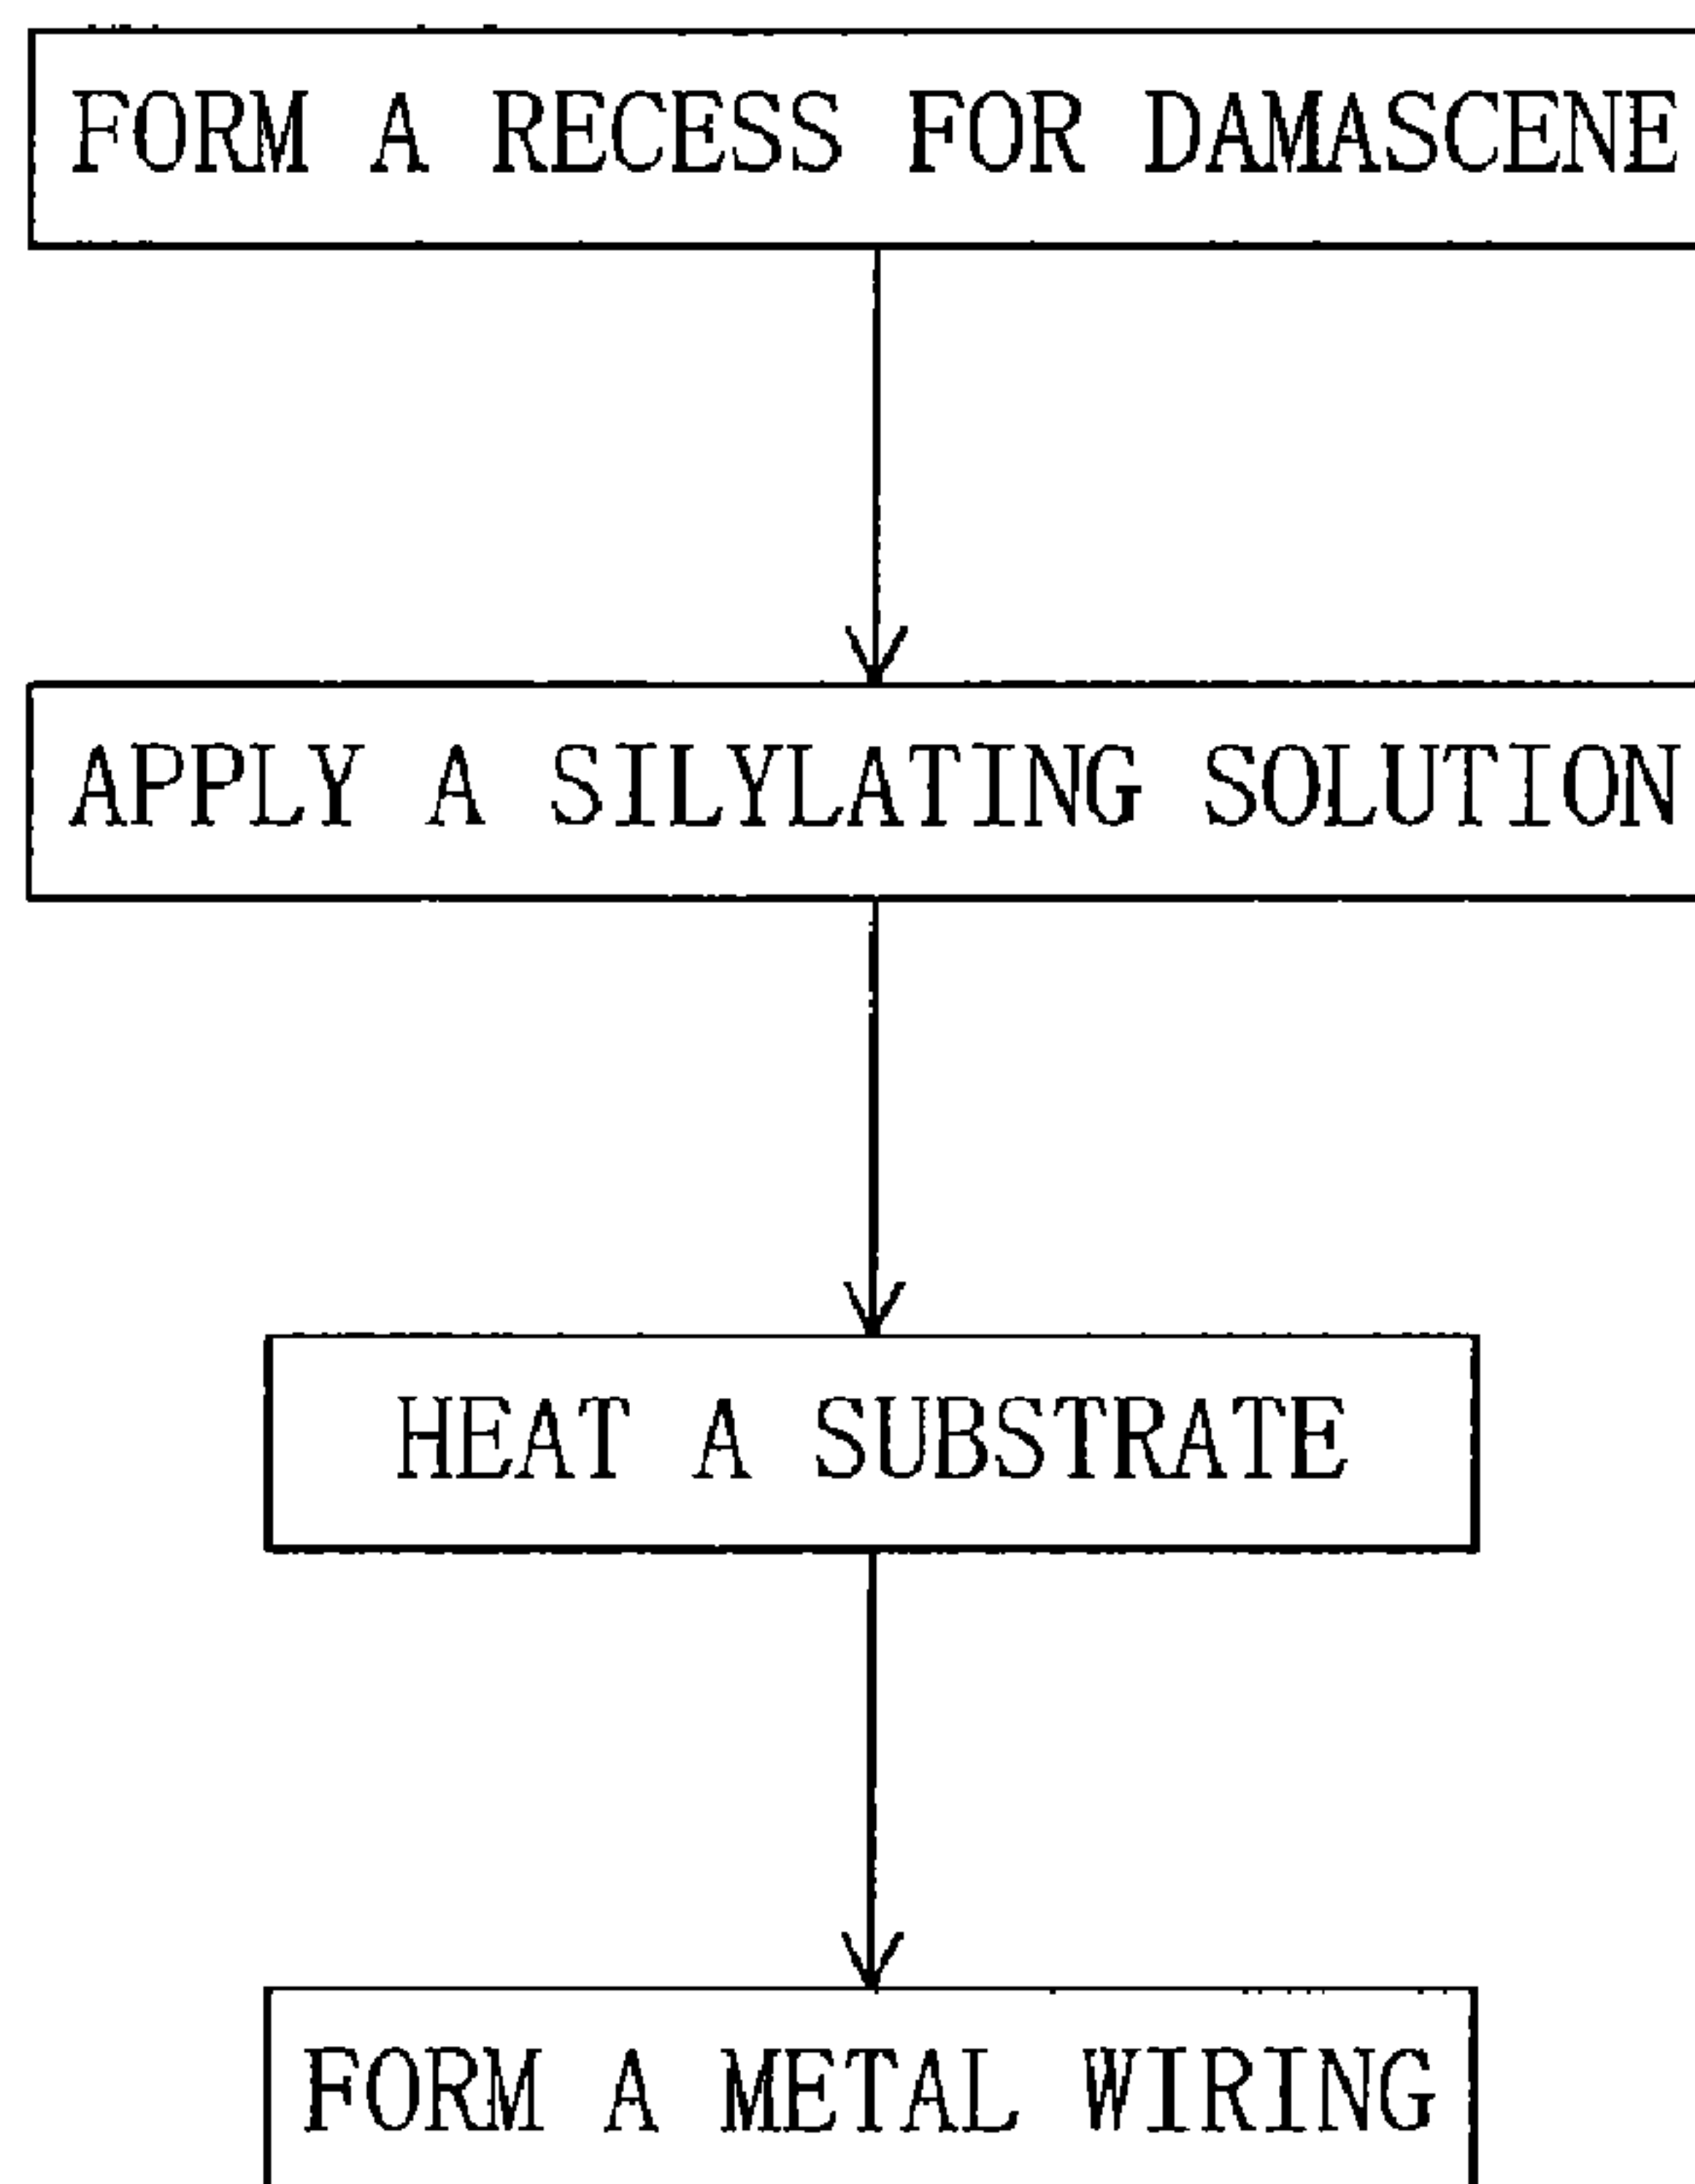 FORM A RECESS FOR DAMASCENE
APPLY A SILYLATING SOLUTION
HEAT A SUBSTRATE
FORM A METAL WIRING